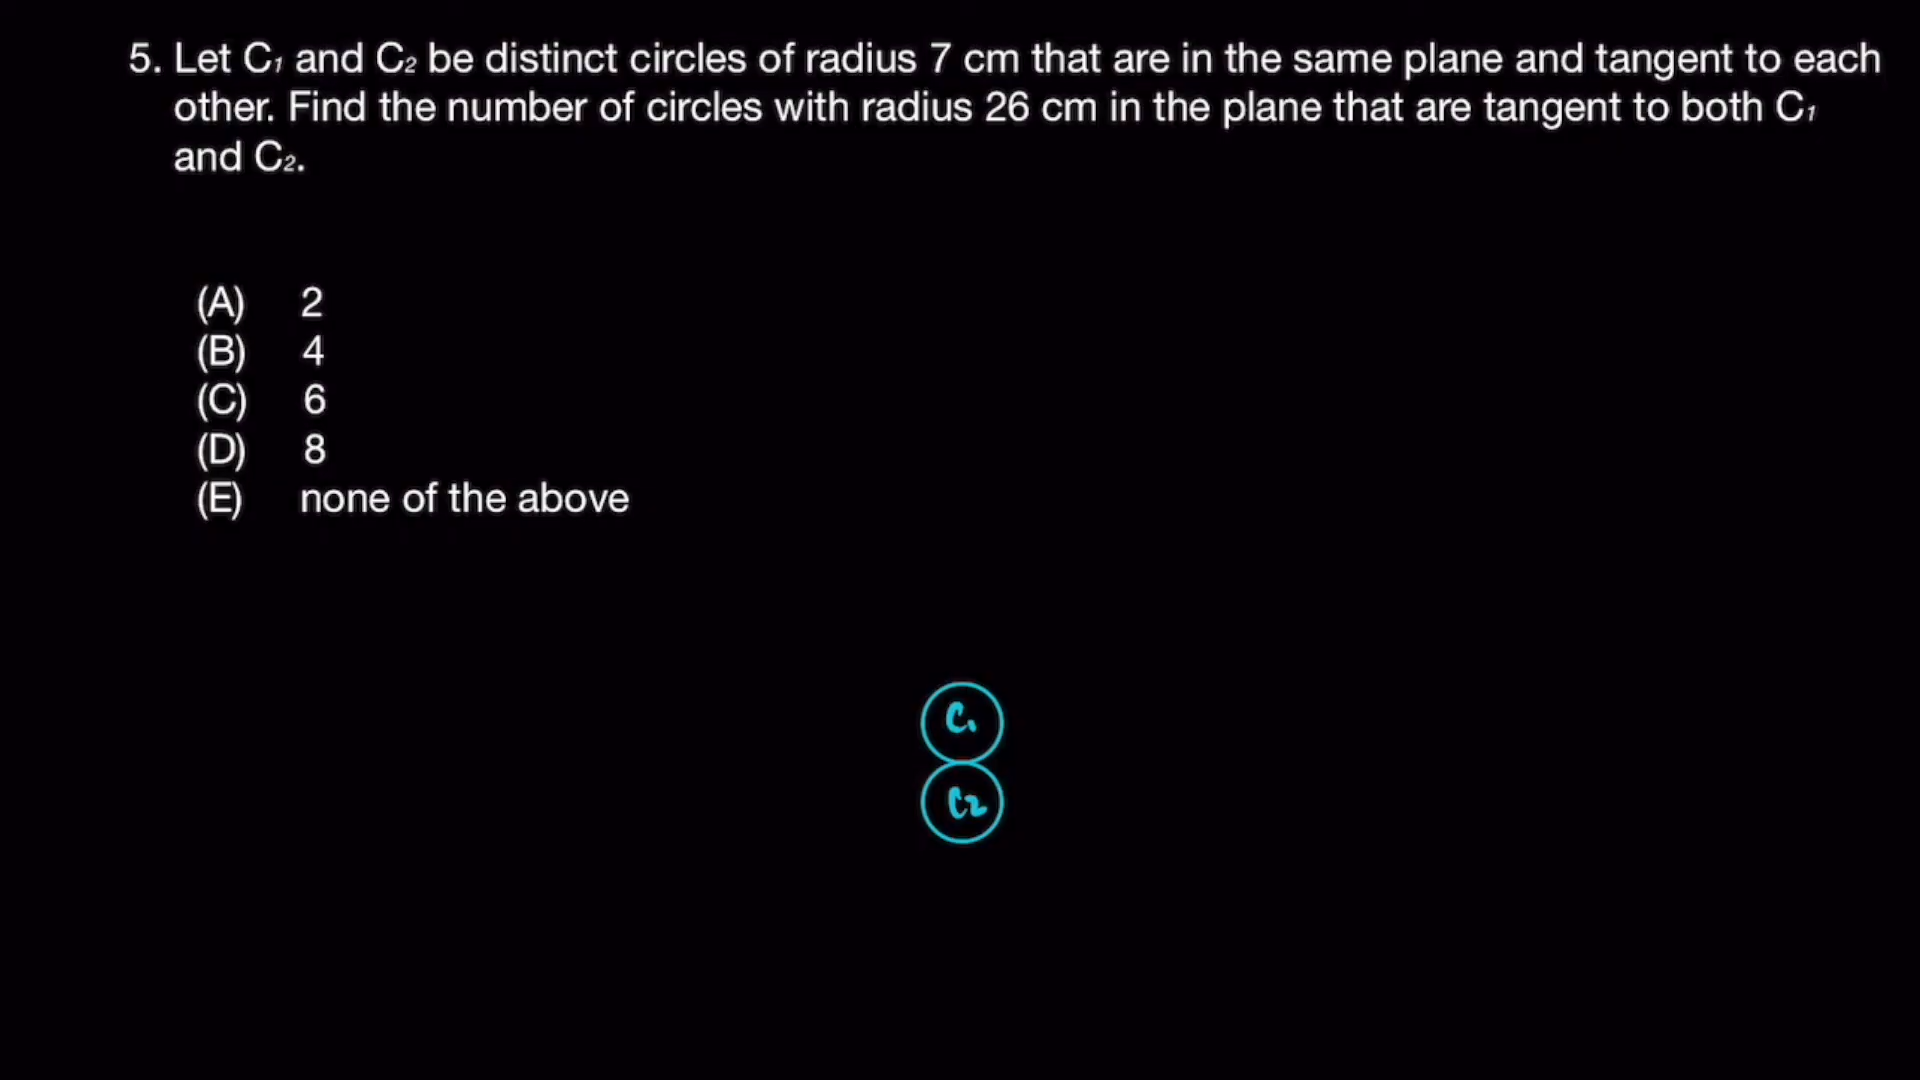 5. Let C₁ and C₂ be distinct circles of radius 7 cm that are in the same plane and tangent to each
other. Find the number of circles with radius 26 cm in the plane that are tangent to both C₁
and C₂.
(A) 2
(B) 4
(C) 6
(D) 8
(E) none of the above
C₁
C₂